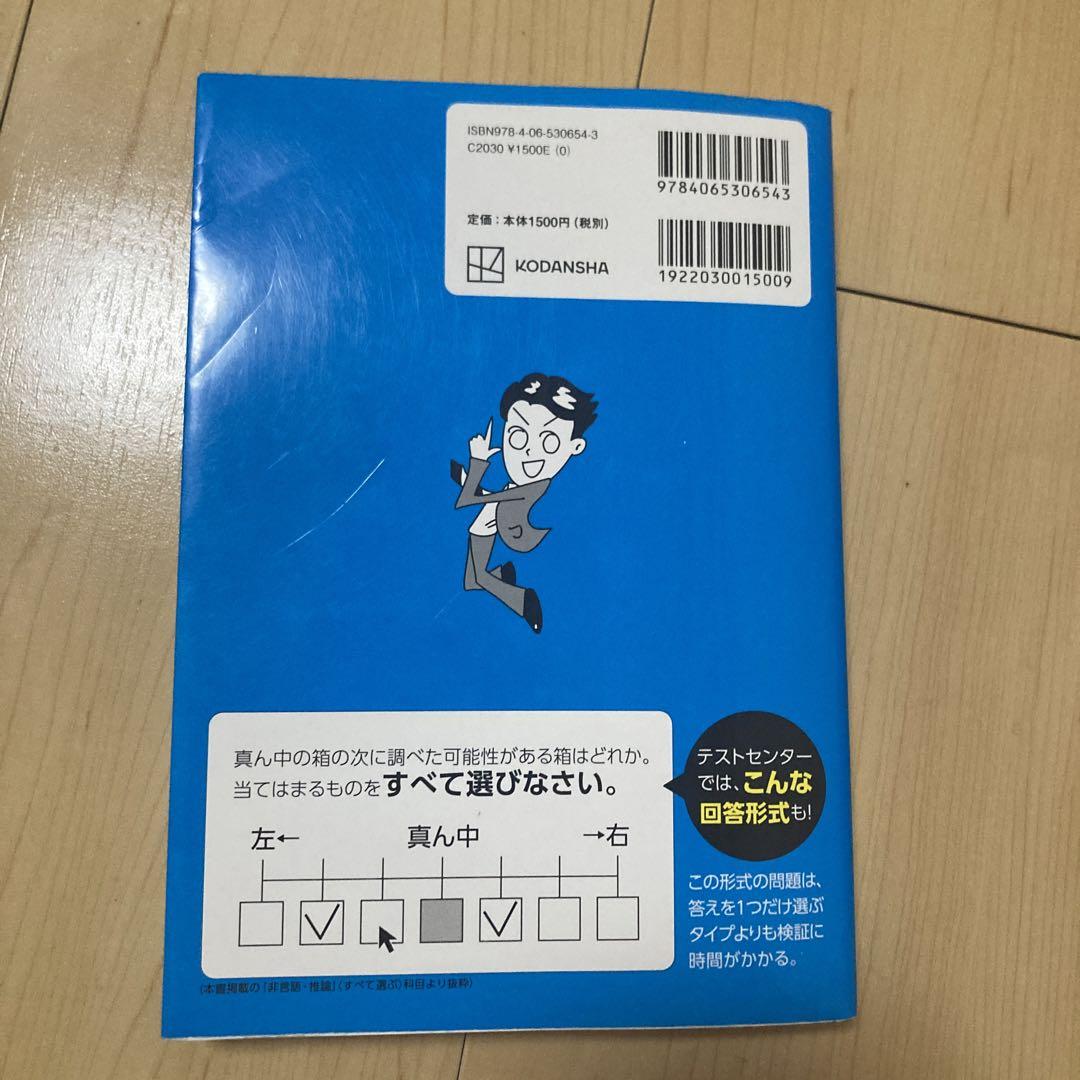 ISBN978-4-06-530654-3
C2030 ¥1500E (0)
9784065306543
定価：本体1500円（税別）
KODANSHA
1922030015009
真ん中の箱の次に調べた可能性がある箱はどれか。
当てはまるものをすべて選びなさい。
左← 真ん中 →右
テストセンター
では、こんな
回答形式も!
この形式の問題は、
答えを1つだけ選ぶ
タイプよりも検証に
時間がかかる。
(本書掲載の「非言語・推論」(すべて選ぶ)科目より抜粋)